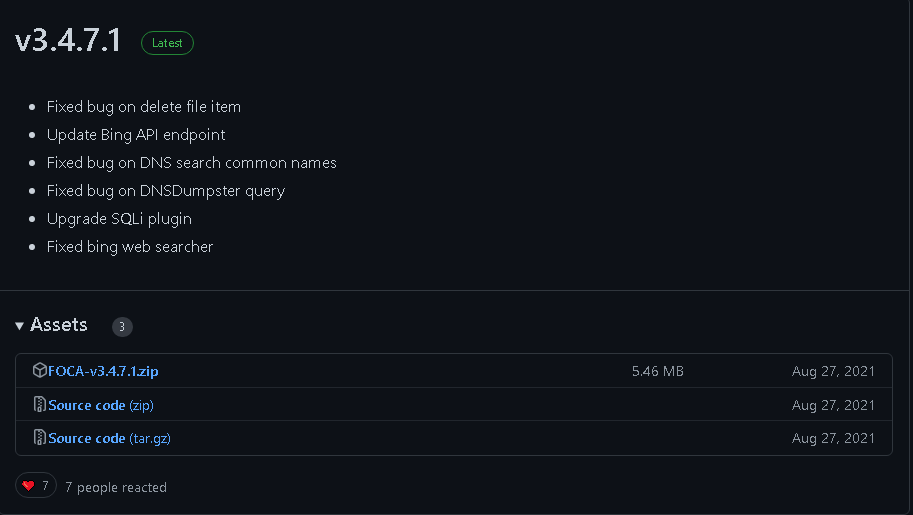 v3.4.7.1 Latest
Fixed bug on delete file item
Update Bing API endpoint
Fixed bug on DNS search common names
Fixed bug on DNSDumpster query
Upgrade SQLi plugin
Fixed bing web searcher
Assets 3
FOCA-v3.4.7.1.zip 5.46 MB Aug 27, 2021
Source code (zip) Aug 27, 2021
Source code (tar.gz) Aug 27, 2021
7 7 people reacted